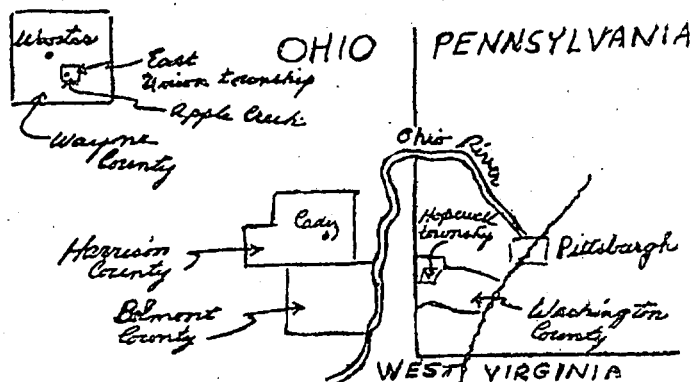 OHIO
PENNSYLVANIA
Wooster
East
Union township
Apple Creek
Wayne
County
Ohio River
Cadiz
Harrison
County
Belmont
County
Hopewell
township
Pittsburgh
Washington
County
WEST VIRGINIA